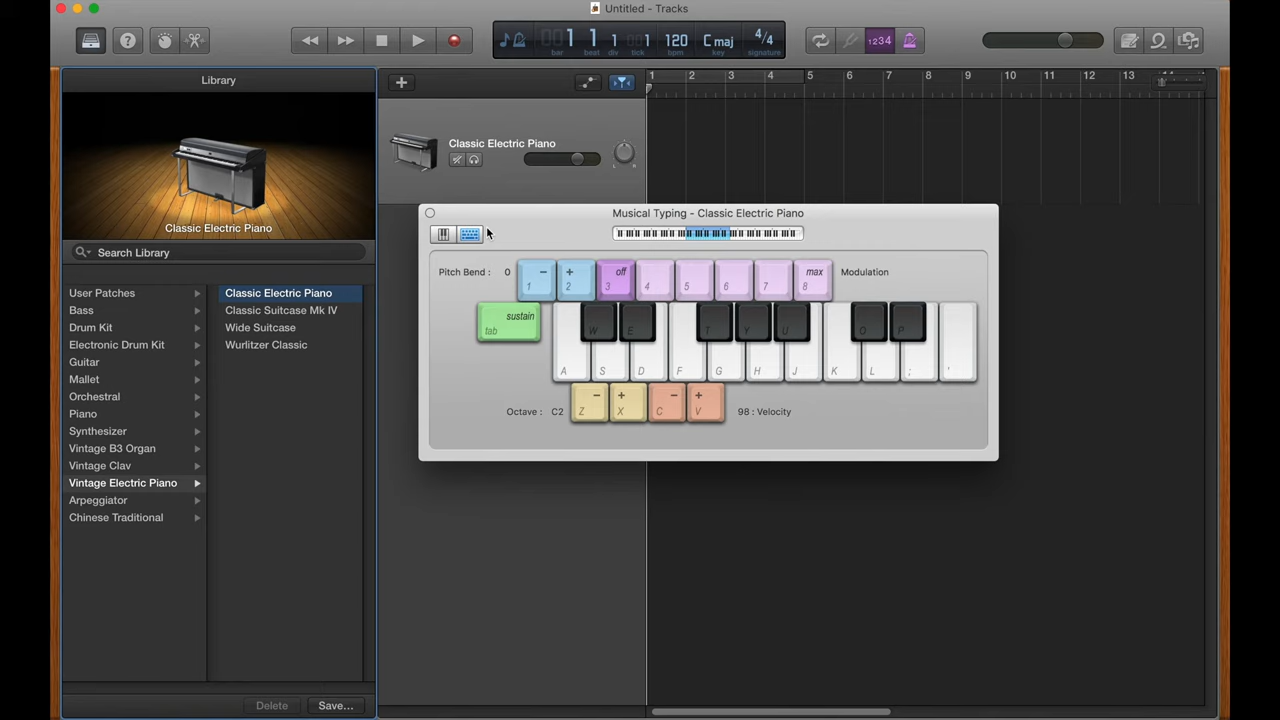 Untitled - Tracks
001 1 1 1 120 C maj 4/4
bar beat div tick bpm key signature
1234
Library
1 2 3 4 5 6 7 8 9 10 11 12 13 14
Classic Electric Piano
L R
Classic Electric Piano
Search Library
User Patches
Bass
Drum Kit
Electronic Drum Kit
Guitar
Mallet
Orchestral
Piano
Synthesizer
Vintage B3 Organ
Vintage Clav
Vintage Electric Piano
Arpeggiator
Chinese Traditional
Classic Electric Piano
Classic Suitcase Mk IV
Wide Suitcase
Wurlitzer Classic
Musical Typing - Classic Electric Piano
Pitch Bend : 0 − + off max Modulation
1 2 3 4 5 6 7 8
sustain
tab W E T Y U O P
A S D F G H J K L ; '
− + − +
Octave : C2 Z X C V 98 : Velocity
Delete Save...